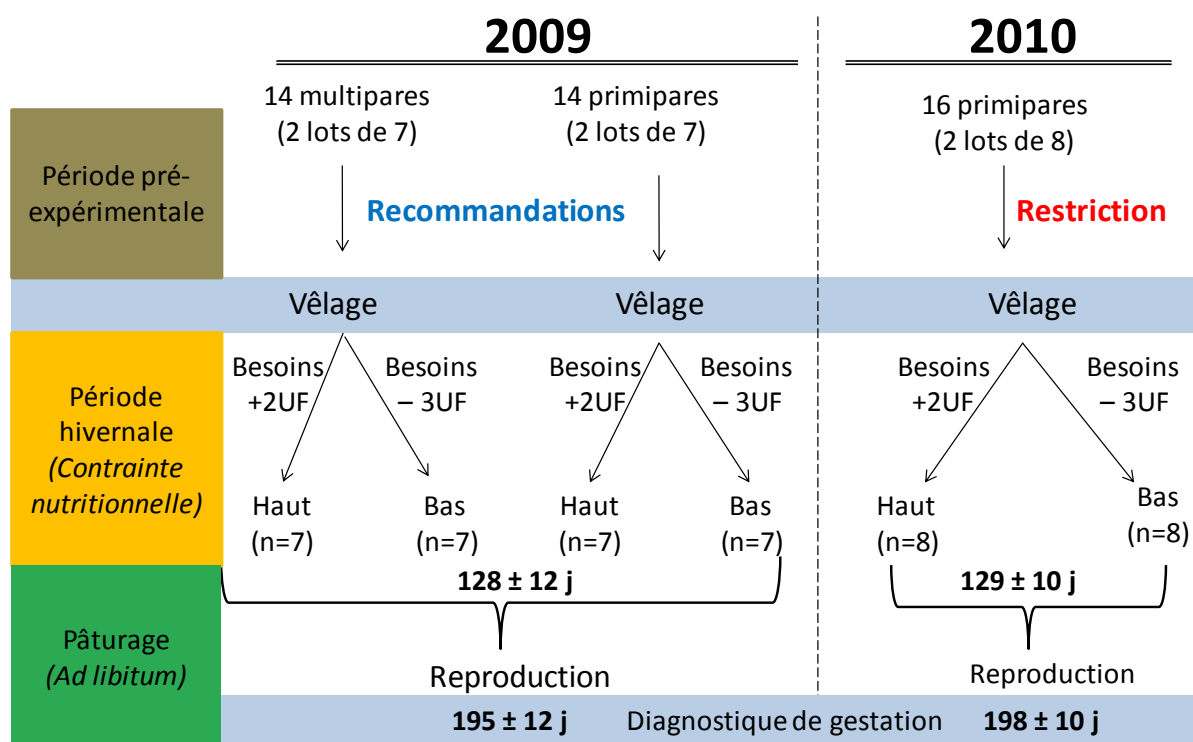 2009
2010
14 multipares
(2 lots de 7)
14 primipares
(2 lots de 7)
16 primipares
(2 lots de 8)
Période pré-
expérimentale
Recommandations
Restriction
Vêlage
Vêlage
Vêlage
Période
hivernale
(Contrainte
nutritionnelle)
Besoins
+2UF
Besoins
– 3UF
Besoins
+2UF
Besoins
– 3UF
Besoins
+2UF
Besoins
– 3UF
Haut
(n=7)
Bas
(n=7)
Haut
(n=7)
Bas
(n=7)
Haut
(n=8)
Bas
(n=8)
128 ± 12 j
129 ± 10 j
Pâturage
(Ad libitum)
Reproduction
Reproduction
195 ± 12 j
Diagnostique de gestation
198 ± 10 j